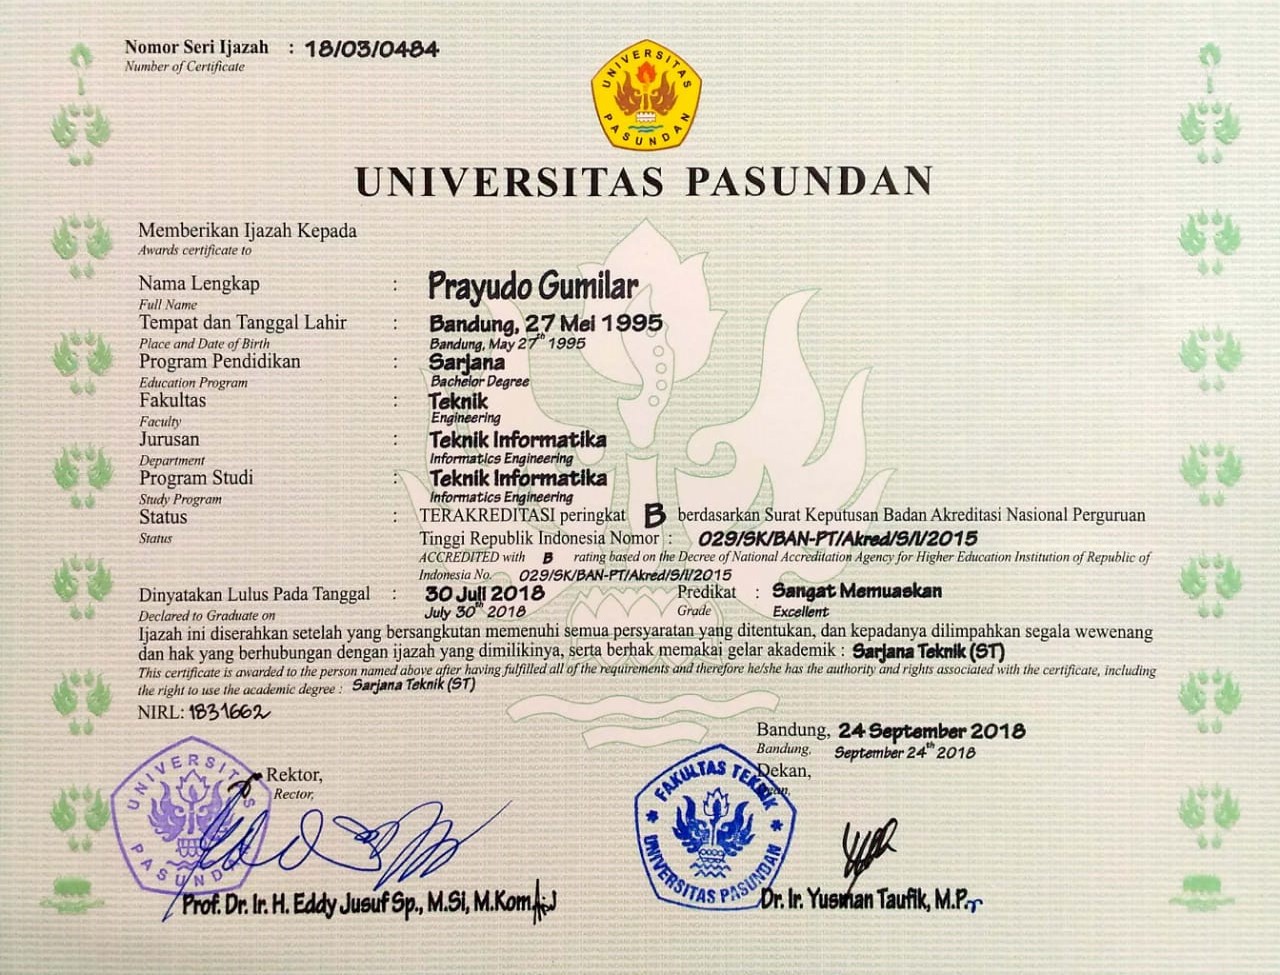 Nomor Seri Ijazah : 18/03/0484
Number of Certificate
UNIVERSITAS
PASUNDAN
UNIVERSITAS PASUNDAN
Memberikan Ijazah Kepada
Awards certificate to
Nama Lengkap : Prayudo Gumilar
Full Name
Tempat dan Tanggal Lahir : Bandung, 27 Mei 1995
Place and Date of Birth Bandung, May 27th 1995
Program Pendidikan : Sarjana
Education Program Bachelor Degree
Fakultas : Teknik
Faculty Engineering
Jurusan : Teknik Informatika
Department Informatics Engineering
Program Studi : Teknik Informatika
Study Program Informatics Engineering
Status : TERAKREDITASI peringkat B berdasarkan Surat Keputusan Badan Akreditasi Nasional Perguruan
Status Tinggi Republik Indonesia Nomor : 029/SK/BAN-PT/Akred/S/I/2015
ACCREDITED with B rating based on the Decree of National Accreditation Agency for Higher Education Institution of Republic of
Indonesia No. 029/SK/BAN-PT/Akred/S/I/2015
Dinyatakan Lulus Pada Tanggal : 30 Juli 2018 Predikat : Sangat Memuaskan
Declared to Graduate on July 30th 2018 Grade Excellent
Ijazah ini diserahkan setelah yang bersangkutan memenuhi semua persyaratan yang ditentukan, dan kepadanya dilimpahkan segala wewenang
dan hak yang berhubungan dengan ijazah yang dimilikinya, serta berhak memakai gelar akademik : Sarjana Teknik (ST)
This certificate is awarded to the person named above after having fulfilled all of the requirements and therefore he/she has the authority and rights associated with the certificate, including
the right to use the academic degree : Sarjana Teknik (ST)
NIRL: 1831662
Bandung, 24 September 2018
Bandung, September 24th 2018
Rektor,
Rector,
Dekan,
UNIVERSITAS
PASUNDAN
FAKULTAS TEKNIK
UNIVERSITAS PASUNDAN
Prof. Dr. Ir. H. Eddy Jusuf Sp., M.Si, M.Kom
Dr. Ir. Yusman Taufik, M.P.